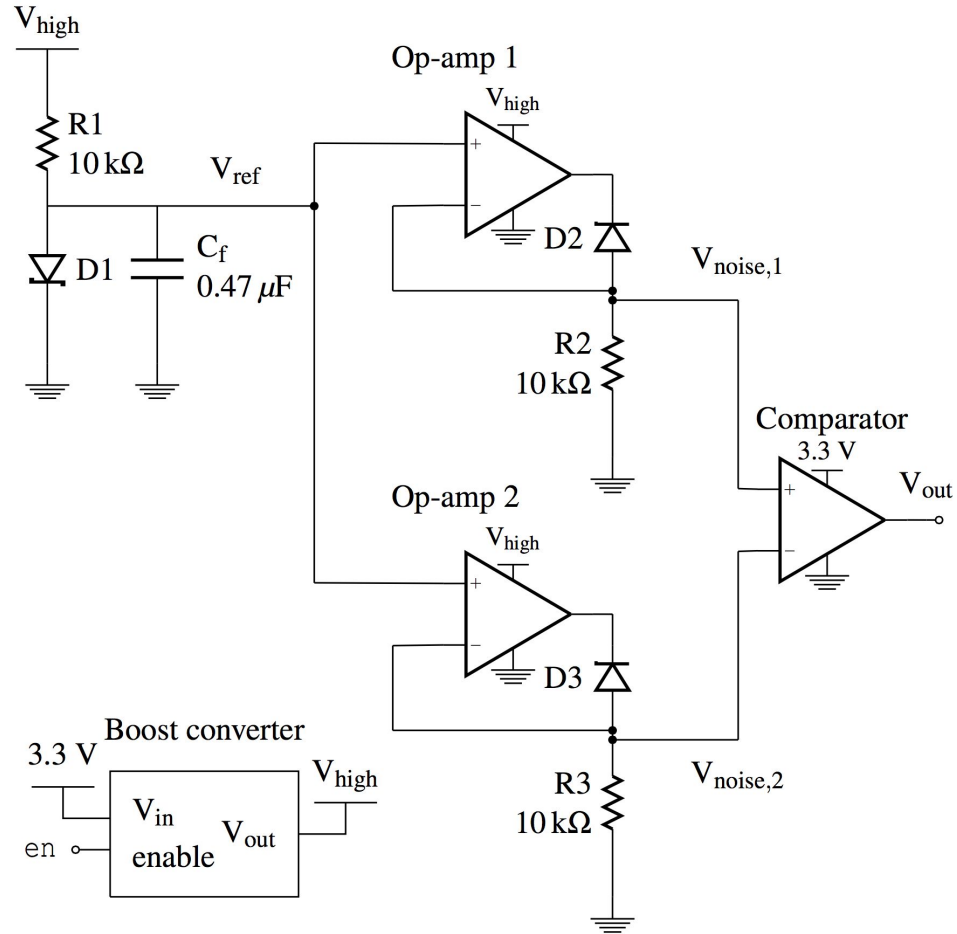 V_high
R1
10 kΩ
V_ref
D1
C_f
0.47 µF
Op-amp 1
V_high
+
−
D2
V_noise,1
R2
10 kΩ
Comparator
3.3 V
+
−
V_out
Op-amp 2
V_high
+
−
D3
V_noise,2
R3
10 kΩ
Boost converter
3.3 V
V_in
en
enable
V_out
V_high